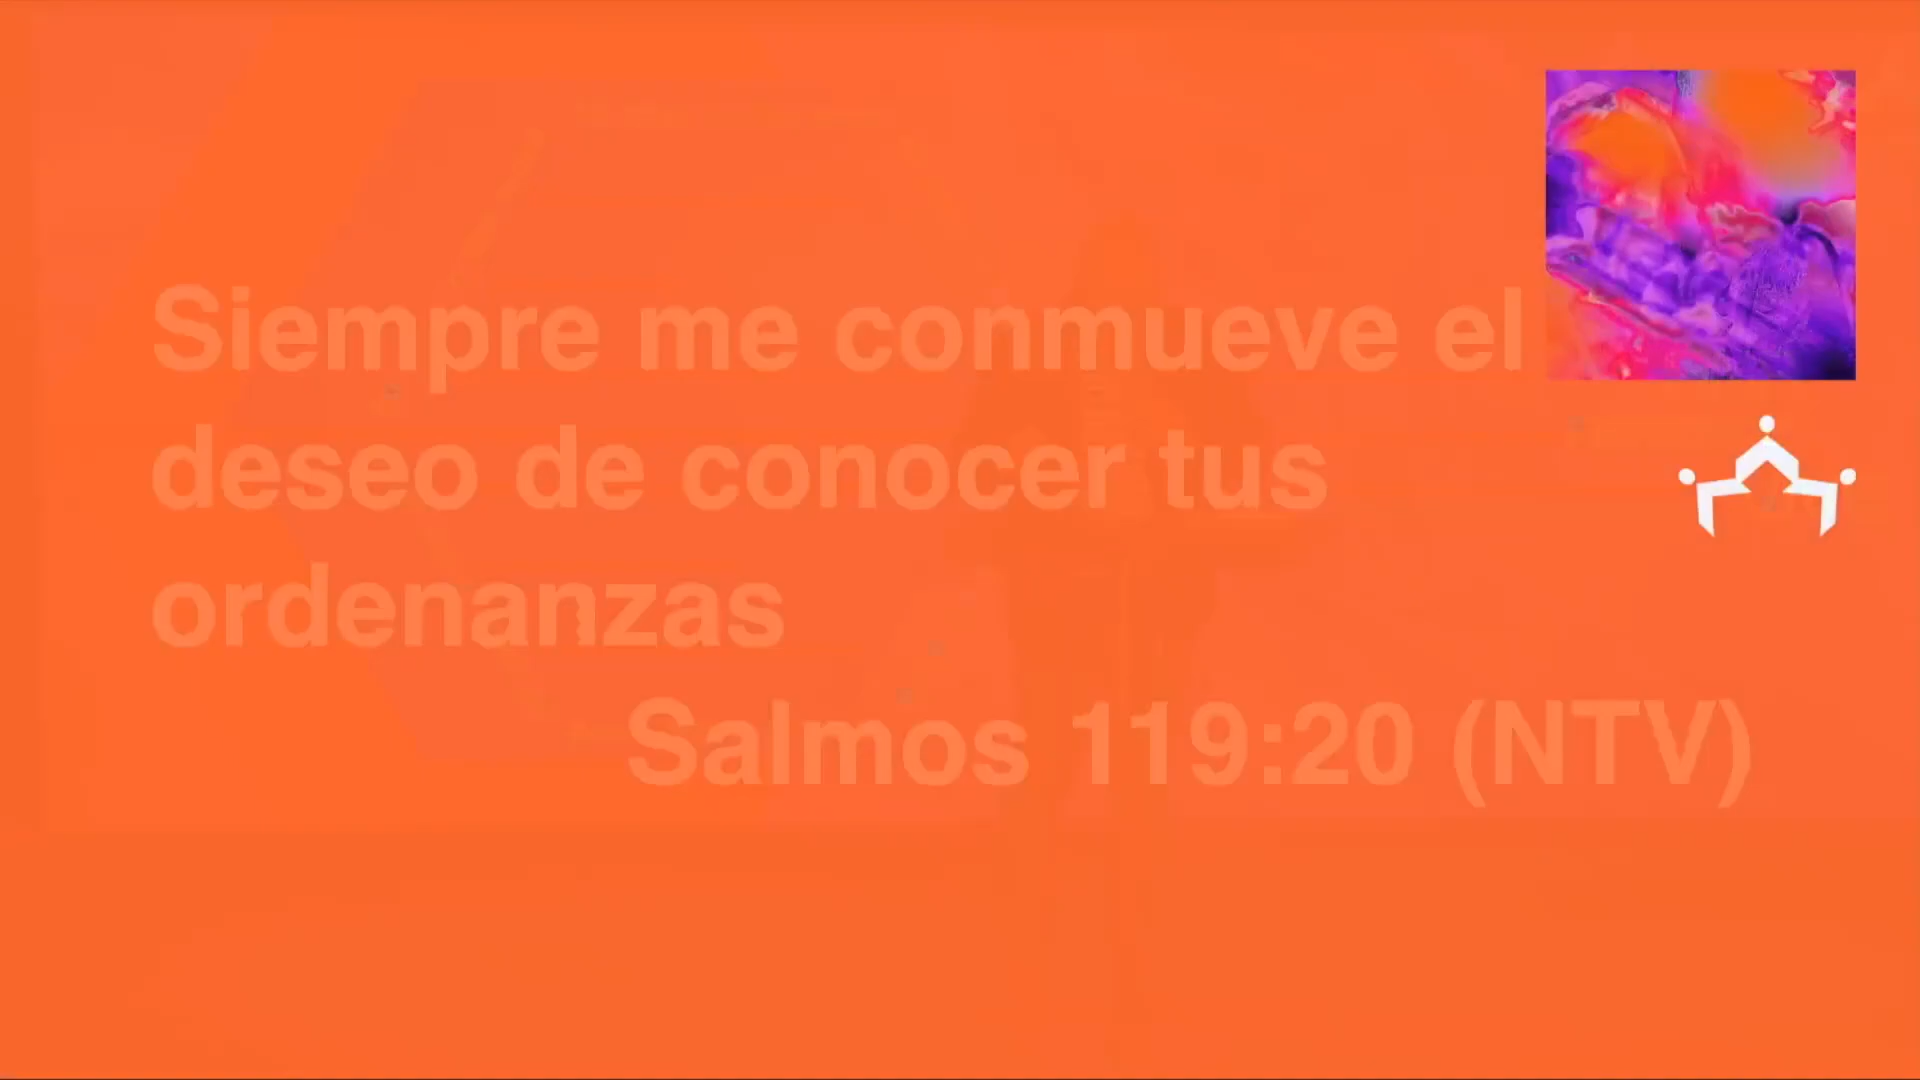 Siempre me conmueve el
deseo de conocer tus
ordenanzas
Salmos 119:20 (NTV)